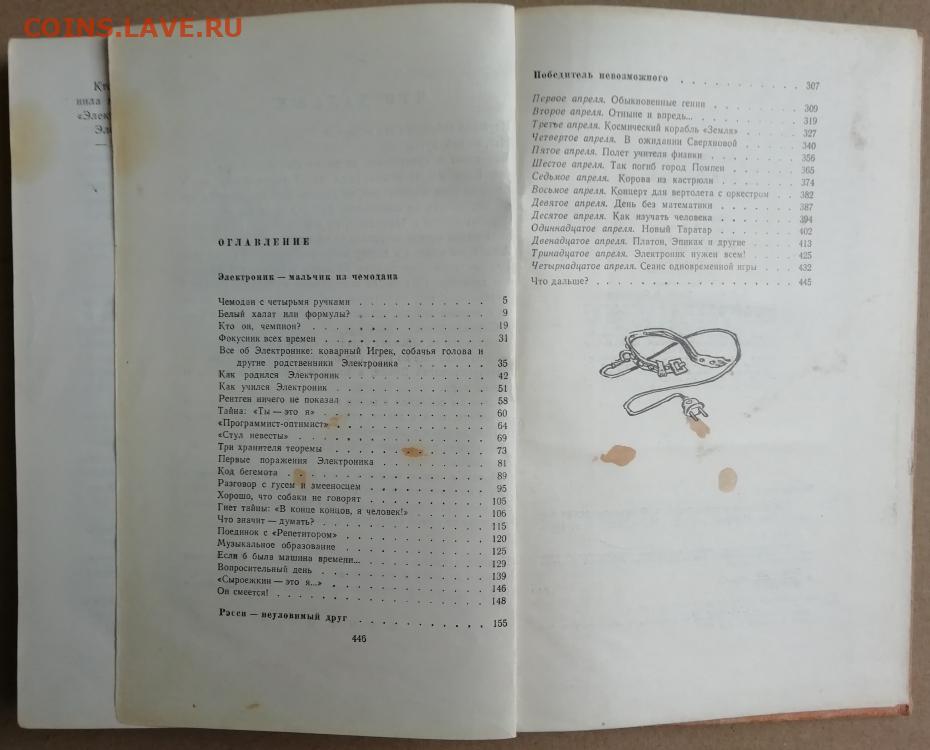 COINS.LAVE.RU
Кто
нила
«Элек
Эле
—
ОГЛАВЛЕНИЕ
Электроник — мальчик из чемодана
Чемодан с четырьмя ручками . . . . . . . . . . . 5
Белый халат или формулы? . . . . . . . . . . . 9
Кто он, чемпион? . . . . . . . . . . . . . . 19
Фокусник всех времен . . . . . . . . . . . . . 31
Все об Электронике: коварный Игрек, собачья голова и
другие родственники Электроника . . . . . . . 35
Как родился Электроник . . . . . . . . . . . . 42
Как учился Электроник . . . . . . . . . . . . 51
Рентген ничего не показал . . . . . . . . . . . 58
Тайна: «Ты — это я» . . . . . . . . . . . . . 60
«Программист-оптимист» . . . . . . . . . . . . 64
«Стул невесты» . . . . . . . . . . . . . . . 69
Три хранителя теоремы . . . . . . . . . . . . 73
Первые поражения Электроника . . . . . . . . . 81
Код бегемота . . . . . . . . . . . . . . . . 89
Разговор с гусем и змееносцем . . . . . . . . . 95
Хорошо, что собаки не говорят . . . . . . . . . 105
Гнет тайны: «В конце концов, я человек!» . . . . . 106
Что значит — думать? . . . . . . . . . . . . . 115
Поединок с «Репетитором» . . . . . . . . . . . 120
Музыкальное образование . . . . . . . . . . . 125
Если б была машина времени... . . . . . . . . . 129
Вопросительный день . . . . . . . . . . . . . 139
«Сыроежкин — это я...» . . . . . . . . . . . . 146
Он смеется! . . . . . . . . . . . . . . . . 148
Рэсси — неуловимый друг . . . . . . . . . . . 155
446
Победитель невозможного . . . . . . . . . . . 307
Первое апреля. Обыкновенные гении . . . . . . . . 309
Второе апреля. Отныне и впредь... . . . . . . . . 319
Третье апреля. Космический корабль «Земля» . . . . . 327
Четвертое апреля. В ожидании Сверхновой . . . . . . 340
Пятое апреля. Полет учителя физики . . . . . . . . 356
Шестое апреля. Так погиб город Помпеи . . . . . . 365
Седьмое апреля. Корова из кастрюли . . . . . . . 374
Восьмое апреля. Концерт для вертолета с оркестром . . 382
Девятое апреля. День без математики . . . . . . . 387
Десятое апреля. Как изучать человека . . . . . . . 394
Одиннадцатое апреля. Новый Таратар . . . . . . . 402
Двенадцатое апреля. Платон, Эпикак и другие . . . . 413
Тринадцатое апреля. Электроник нужен всем! . . . . 425
Четырнадцатое апреля. Сеанс одновременной игры . . . 432
Что дальше? . . . . . . . . . . . . . . . . 445